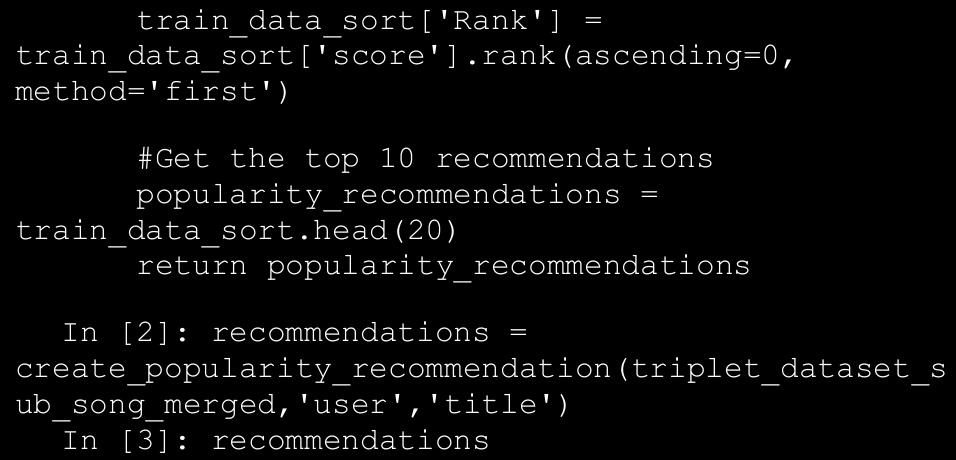 train_data_sort['Rank'] =
train_data_sort['score'].rank(ascending=0,
method='first')
#Get the top 10 recommendations
popularity_recommendations =
train_data_sort.head(20)
return popularity_recommendations
In [2]: recommendations =
create_popularity_recommendation(triplet_dataset_s
ub_song_merged,'user','title')
In [3]: recommendations